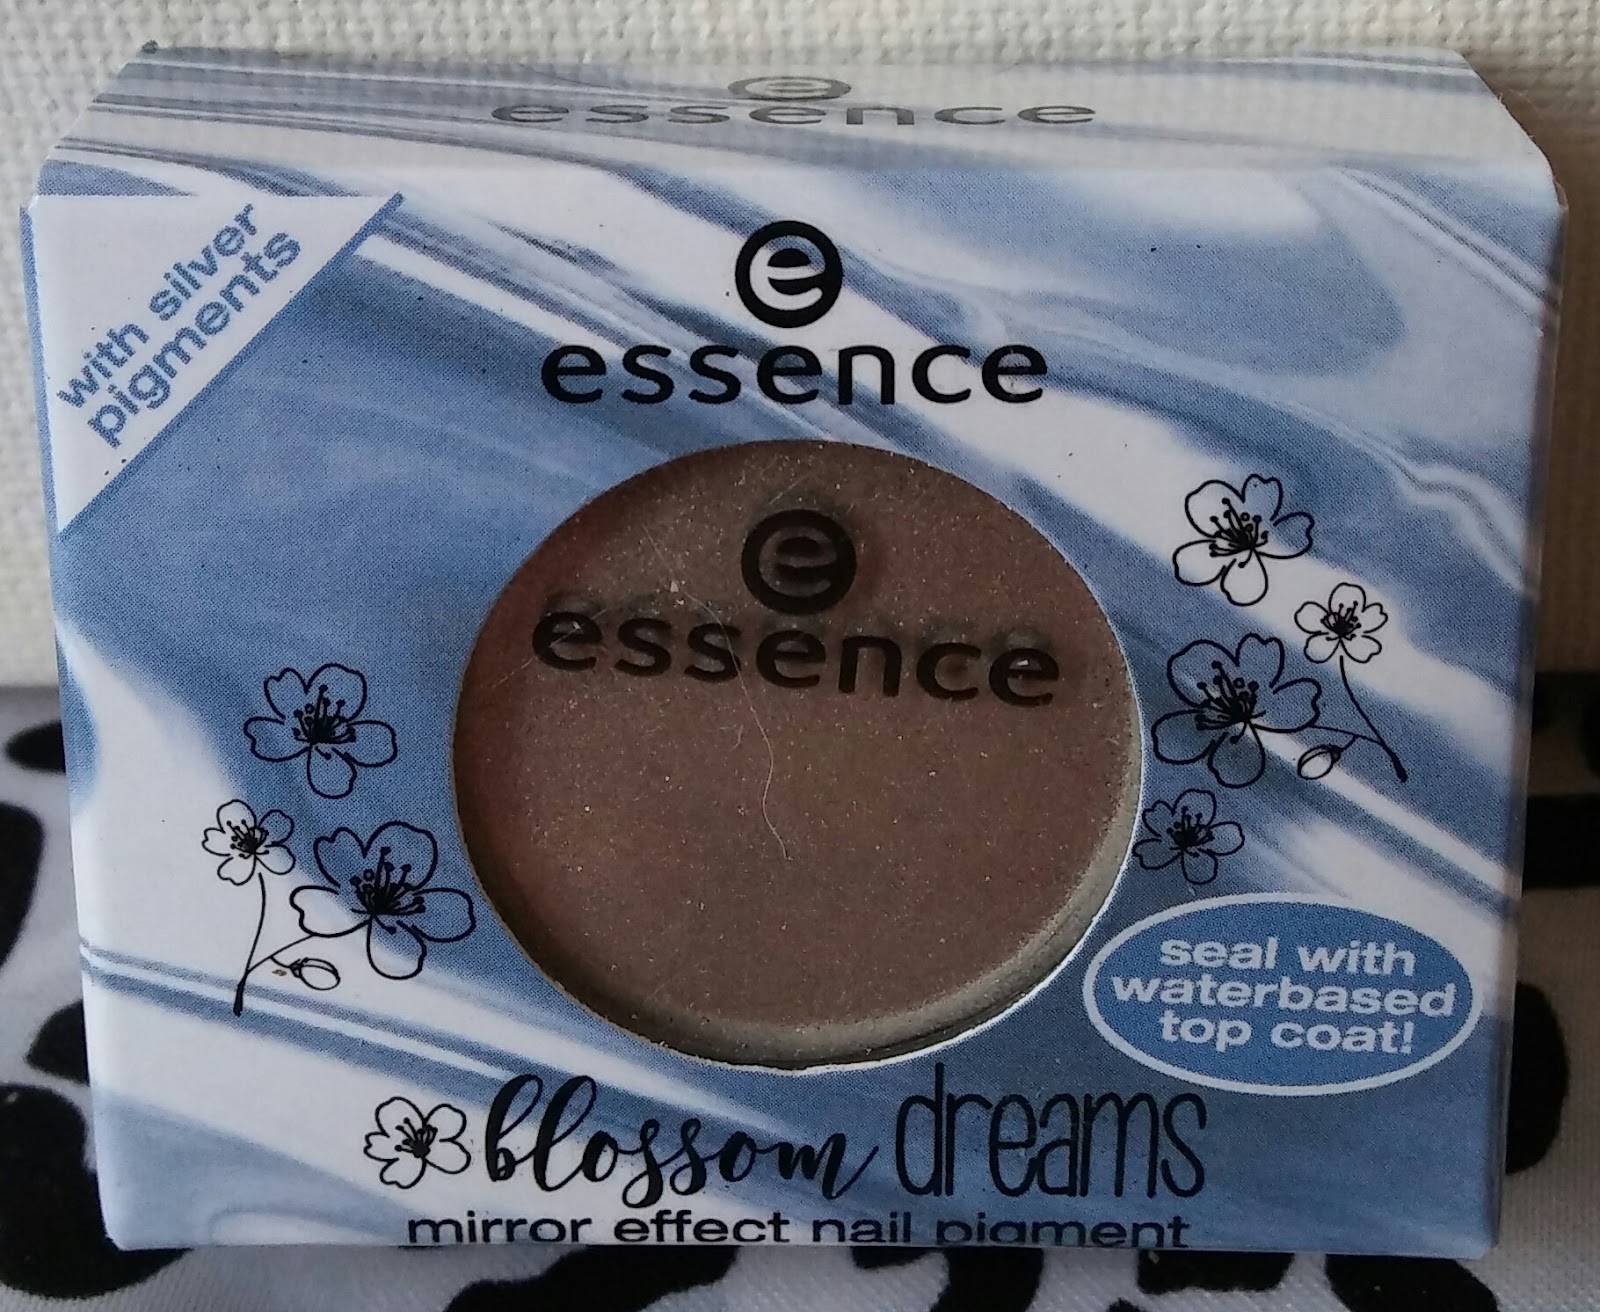 essence
with silver
pigments
essence
essence
seal with
waterbased
top coat!
blossom dreams
mirror effect nail pigment